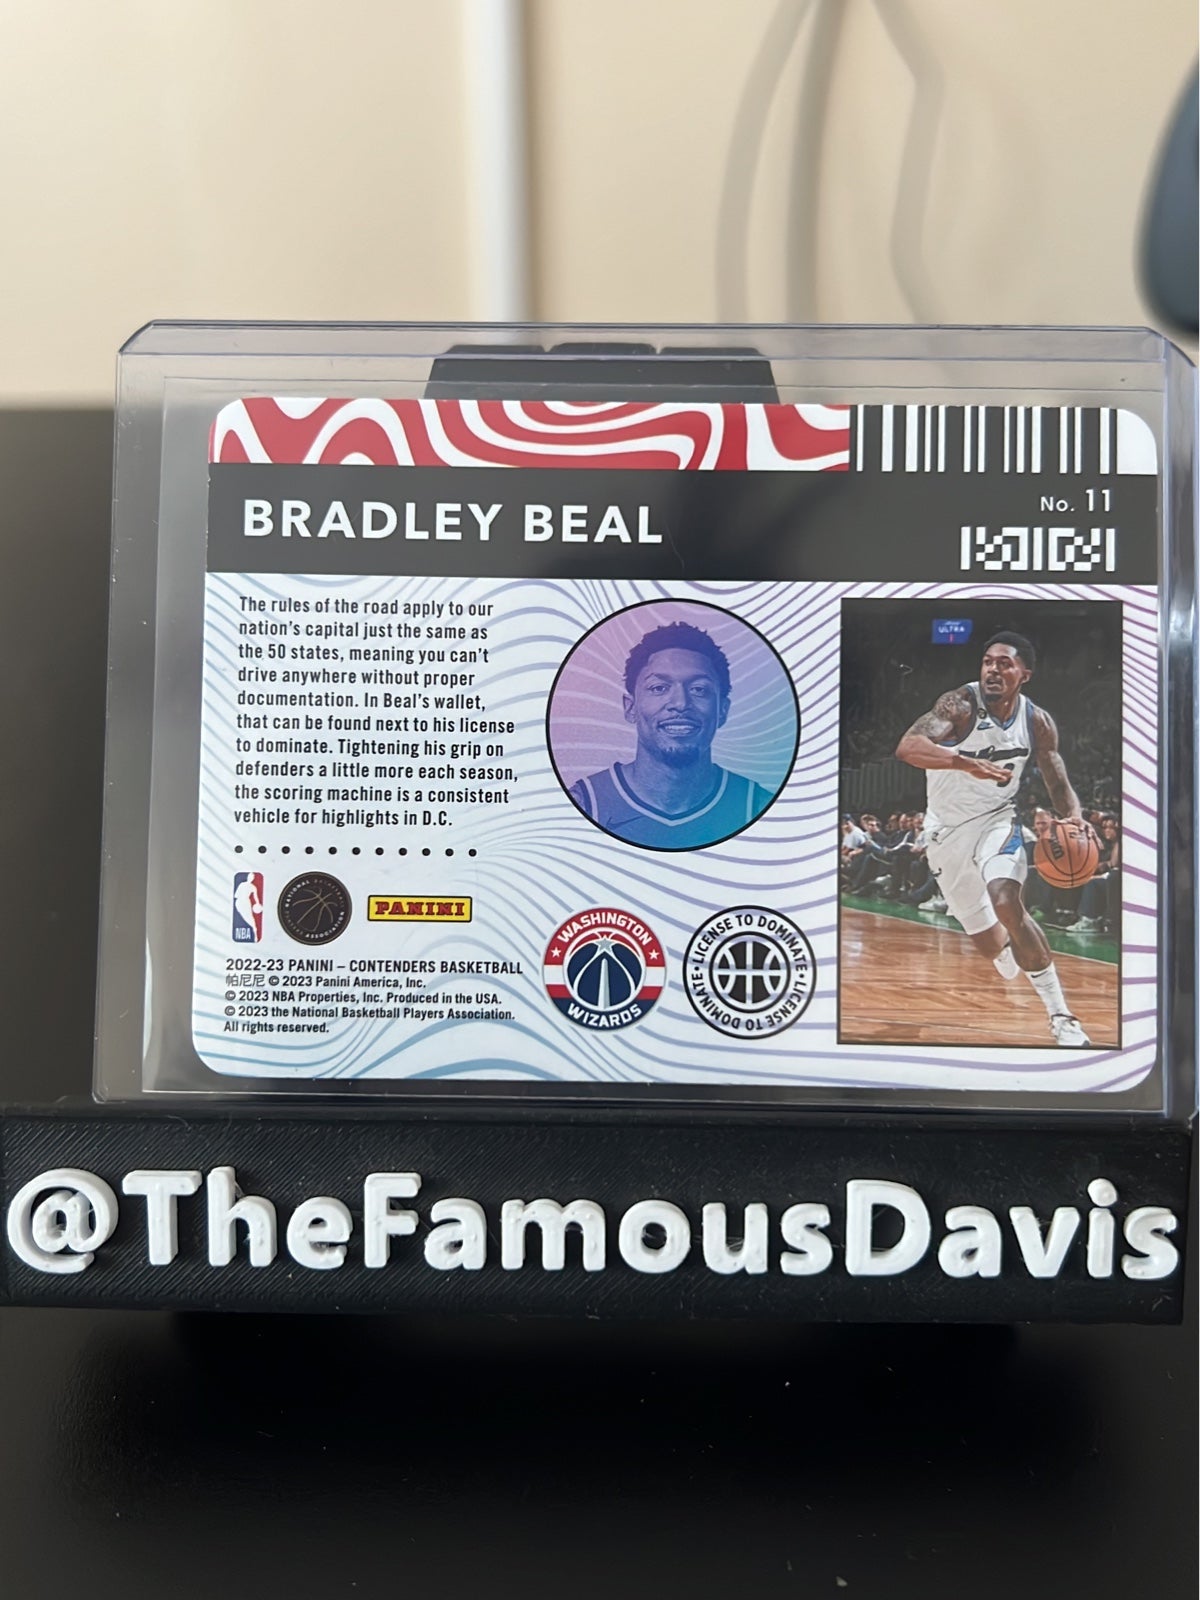 BRADLEY BEAL
No. 11
The rules of the road apply to our
nation's capital just the same as
the 50 states, meaning you can't
drive anywhere without proper
documentation. In Beal's wallet,
that can be found next to his license
to dominate. Tightening his grip on
defenders a little more each season,
the scoring machine is a consistent
vehicle for highlights in D.C.
ULTRA
NBA
NATIONAL BASKETBALL ASSOCIATION
PANINI
2022-23 PANINI – CONTENDERS BASKETBALL
帕尼尼 © 2023 Panini America, Inc.
© 2023 NBA Properties, Inc. Produced in the USA.
© 2023 the National Basketball Players Association.
All rights reserved.
WASHINGTON
WIZARDS
LICENSE TO DOMINATE • LICENSE TO DOMINATE •
@TheFamousDavis